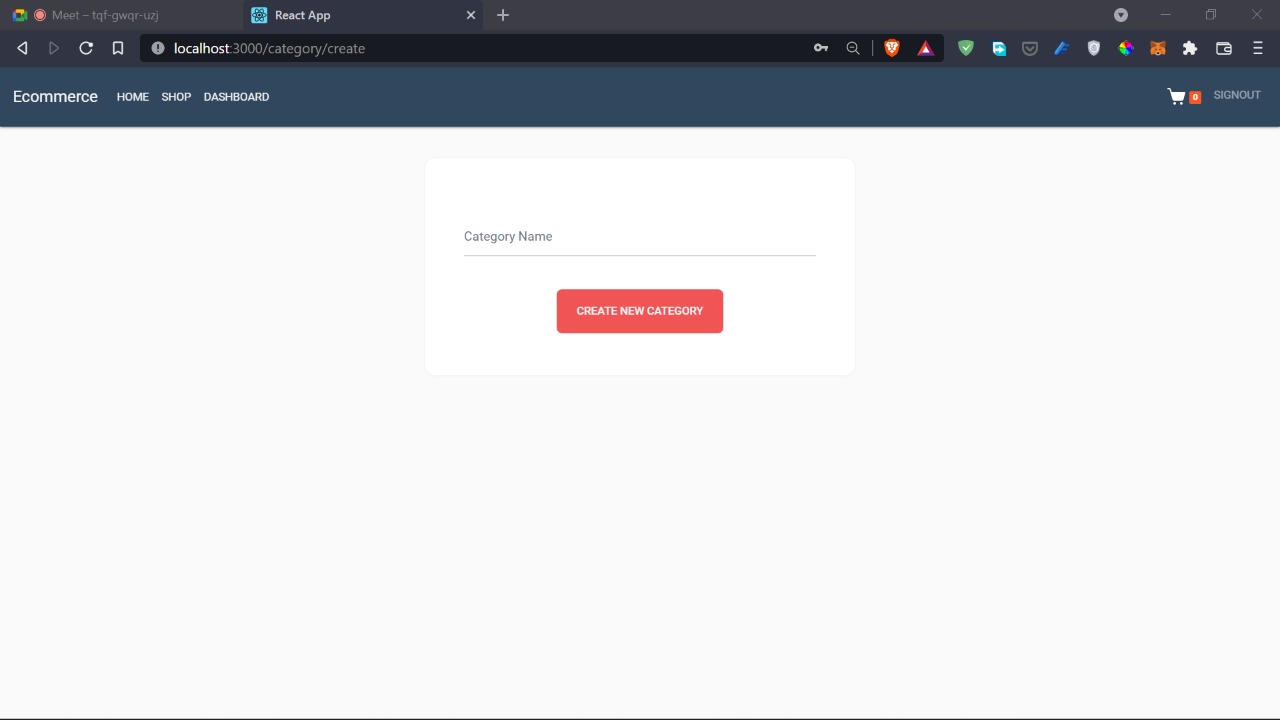 Meet – tqf-gwqr-uzj
React App
localhost:3000/category/create
Ecommerce HOME SHOP DASHBOARD
0 SIGNOUT
Category Name
CREATE NEW CATEGORY